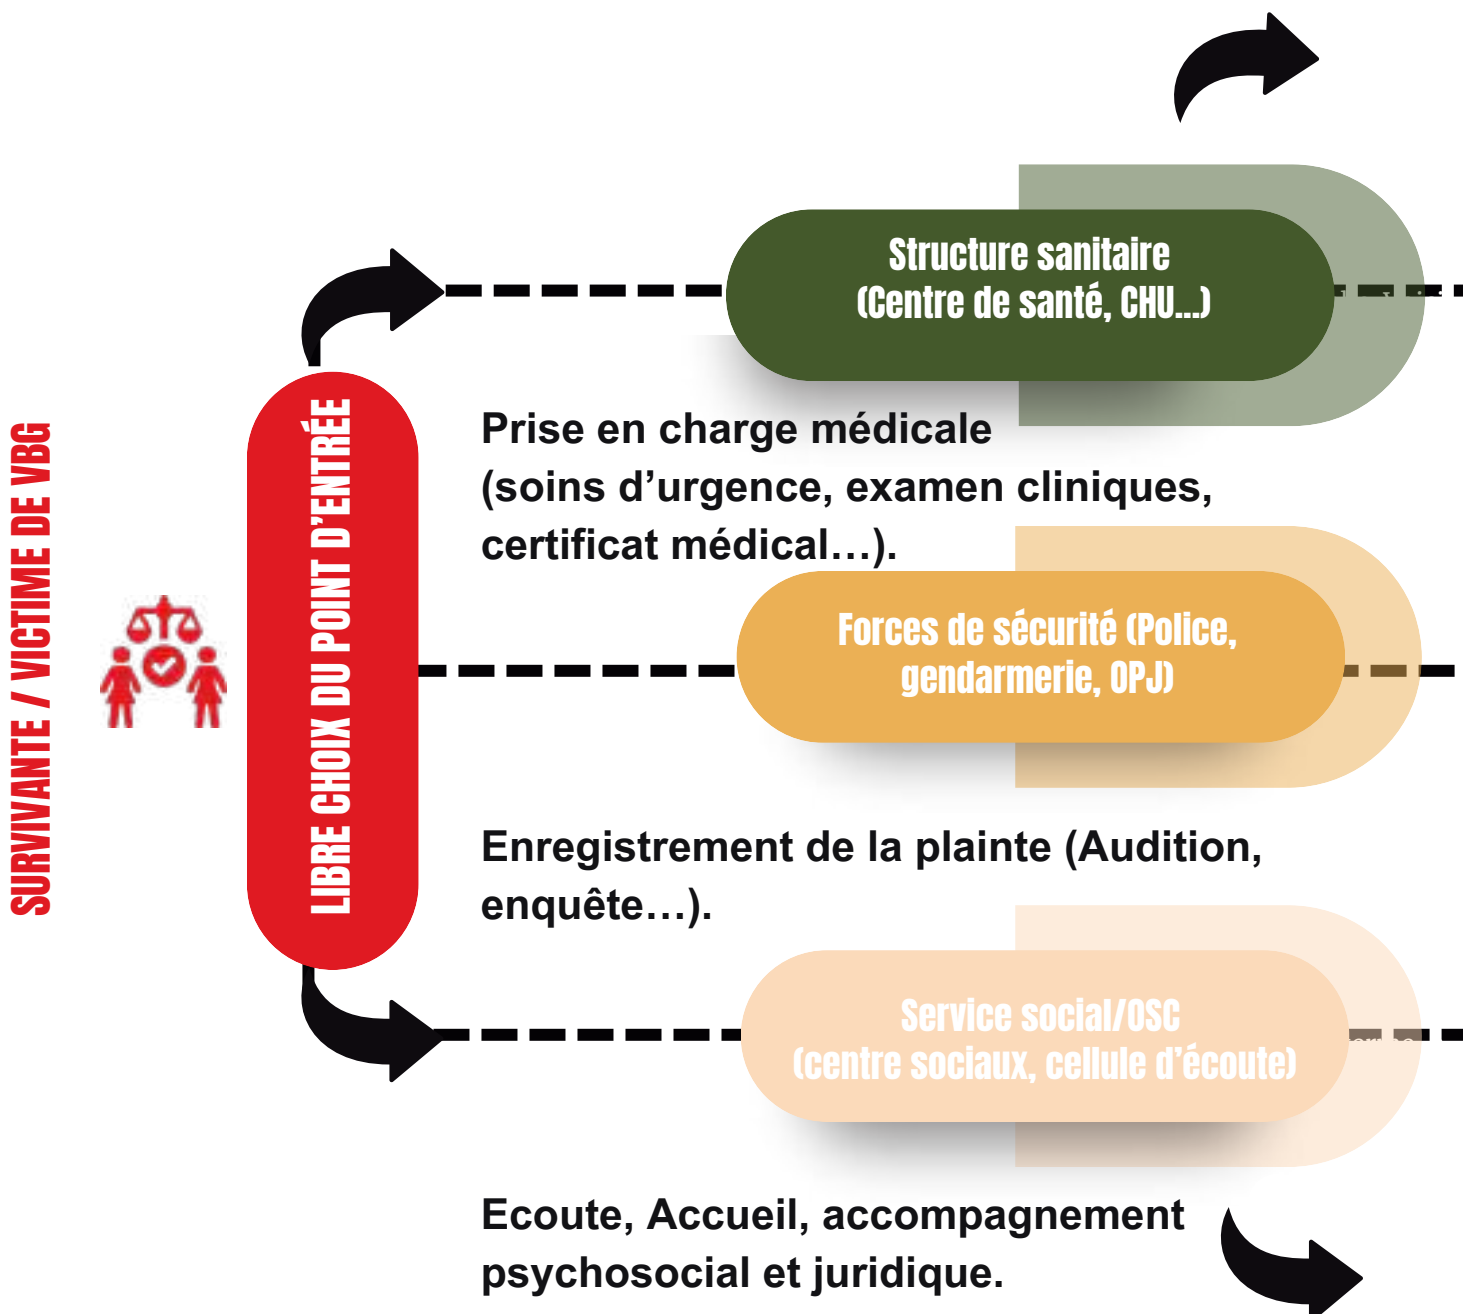 SURVIVANTE / VICTIME DE VBG
LIBRE CHOIX DU POINT D'ENTRÉE
Structure sanitaire
(Centre de santé, CHU...)
Prise en charge médicale
(soins d’urgence, examen cliniques,
certificat médical…).
Forces de sécurité (Police,
gendarmerie, OPJ)
Enregistrement de la plainte (Audition,
enquête…).
Service social/OSC
(centre sociaux, cellule d'écoute)
Ecoute, Accueil, accompagnement
psychosocial et juridique.